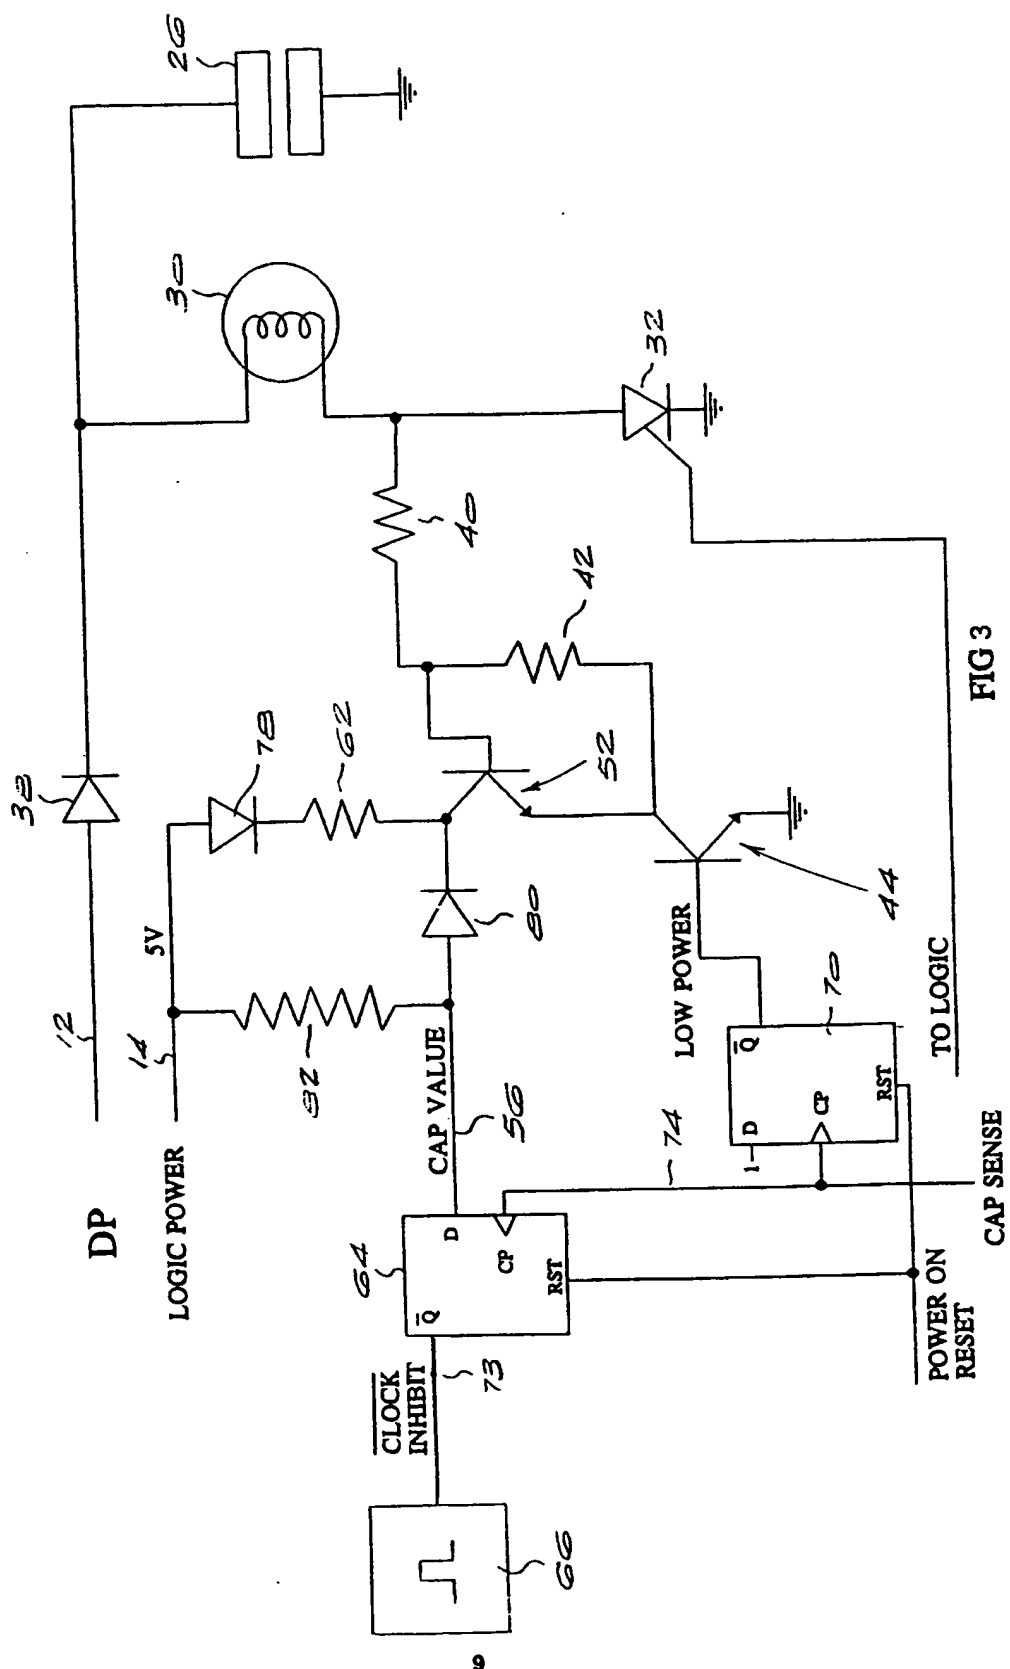 26
30
32
40
42
FIG 3
38
78
62
52
5V
80
44
12
14
82
CAP VALUE
56
LOW POWER
70
Q
D
1
CP
RST
TO LOGIC
74
DP
LOGIC POWER
64
D
CP
Q
RST
CAP SENSE
POWER ON
RESET
CLOCK
INHIBIT
73
66
9